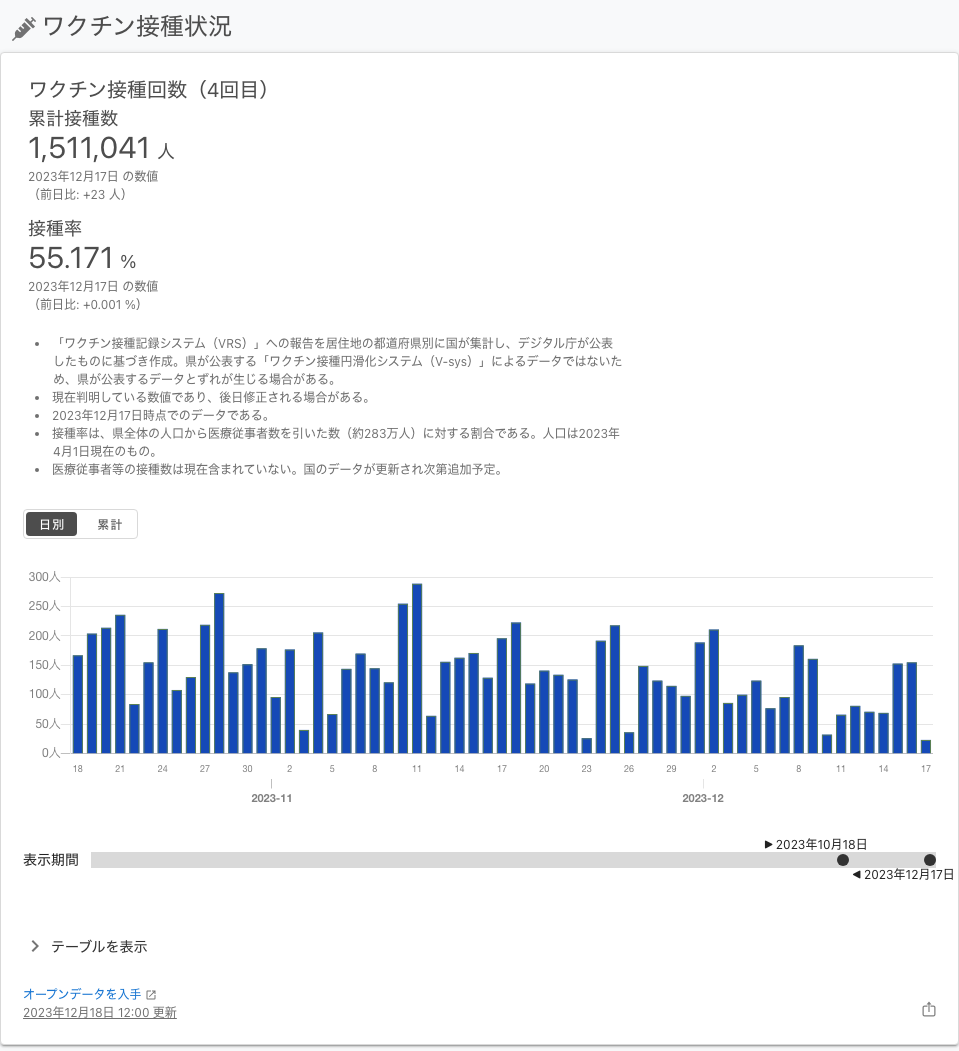 ワクチン接種状況
ワクチン接種回数（4回目）
累計接種数
1,511,041 人
2023年12月17日 の数値
（前日比: +23 人）
接種率
55.171 %
2023年12月17日 の数値
（前日比: +0.001 %）
• 「ワクチン接種記録システム（VRS）」への報告を居住地の都道府県別に国が集計し、デジタル庁が公表
したものに基づき作成。県が公表する「ワクチン接種円滑化システム（V-sys）」によるデータではないた
め、県が公表するデータとずれが生じる場合がある。
• 現在判明している数値であり、後日修正される場合がある。
• 2023年12月17日時点でのデータである。
• 接種率は、県全体の人口から医療従事者数を引いた数（約283万人）に対する割合である。人口は2023年
4月1日現在のもの。
• 医療従事者等の接種数は現在含まれていない。国のデータが更新され次第追加予定。
日別 累計
300人
250人
200人
150人
100人
50人
0人
18 21 24 27 30 2 5 8 11 14 17 20 23 26 29 2 5 8 11 14 17
2023-11 2023-12
▶ 2023年10月18日
表示期間
◀ 2023年12月17日
テーブルを表示
オープンデータを入手
2023年12月18日 12:00 更新